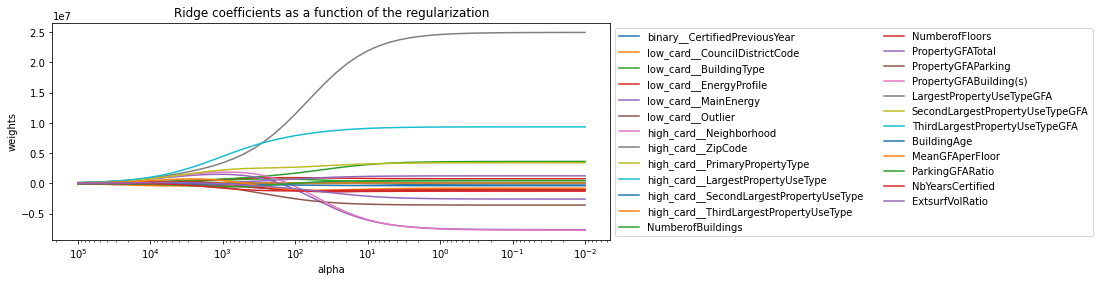 Ridge coefficients as a function of the regularization
1e7
2.5
2.0
1.5
1.0
0.5
0.0
−0.5
weights
10^5
10^4
10^3
10^2
10^1
10^0
10^-1
10^-2
alpha
binary__CertifiedPreviousYear
low_card__CouncilDistrictCode
low_card__BuildingType
low_card__EnergyProfile
low_card__MainEnergy
low_card__Outlier
high_card__Neighborhood
high_card__ZipCode
high_card__PrimaryPropertyType
high_card__LargestPropertyUseType
high_card__SecondLargestPropertyUseType
high_card__ThirdLargestPropertyUseType
NumberofBuildings
NumberofFloors
PropertyGFATotal
PropertyGFAParking
PropertyGFABuilding(s)
LargestPropertyUseTypeGFA
SecondLargestPropertyUseTypeGFA
ThirdLargestPropertyUseTypeGFA
BuildingAge
MeanGFAperFloor
ParkingGFARatio
NbYearsCertified
ExtsurfVolRatio